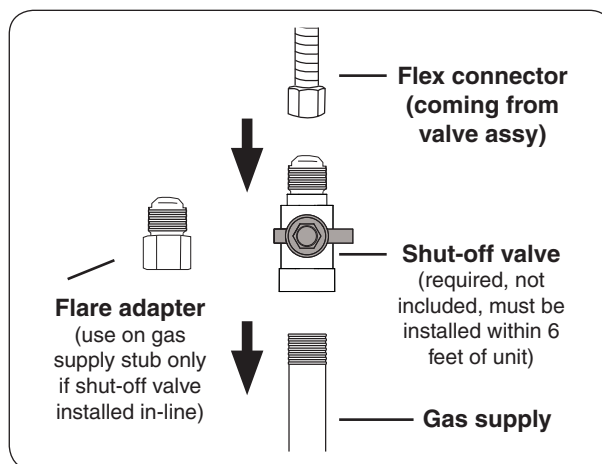 Flex connector
(coming from
valve assy)
Shut-off valve
(required, not
included, must be
installed within 6
feet of unit)
Flare adapter
(use on gas
supply stub only
if shut-off valve
installed in-line)
Gas supply